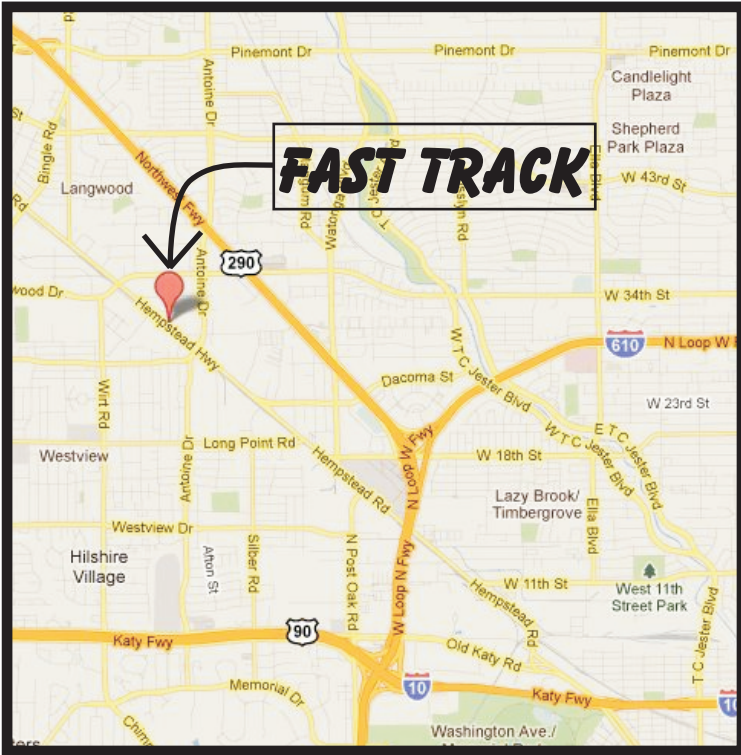 Pinemont Dr
Pinemont Dr
Pinemont Dr
Antoine Dr
Candlelight
Plaza
Shepherd
Park Plaza
Bingle Rd
Northwest Fwy
FAST TRACK
W 43rd St
Langwood
Rd
Rd
T C Jester
290
Antoine Dr
wood Dr
W 34th St
Hempstead Hwy
610
N Loop W
W T C Jester Blvd
Dacoma St
Wirt Rd
W 23rd St
N Loop W Fwy
Antoine Dr
Long Point Rd
Hempstead Rd
W 18th St
W T C Jester Blvd
E T C Jester Blvd
Westview
Lazy Brook/
Timbergrove
Ella Blvd
Westview Dr
Hilshire
Village
Afton St
Silber Rd
N Post Oak Rd
W Loop N Fwy
Hempstead Rd
W 11th St
West 11th
Street Park
T C Jester Blvd
Katy Fwy
90
Old Katy Rd
Memorial Dr
10
Katy Fwy
10
Washington Ave./